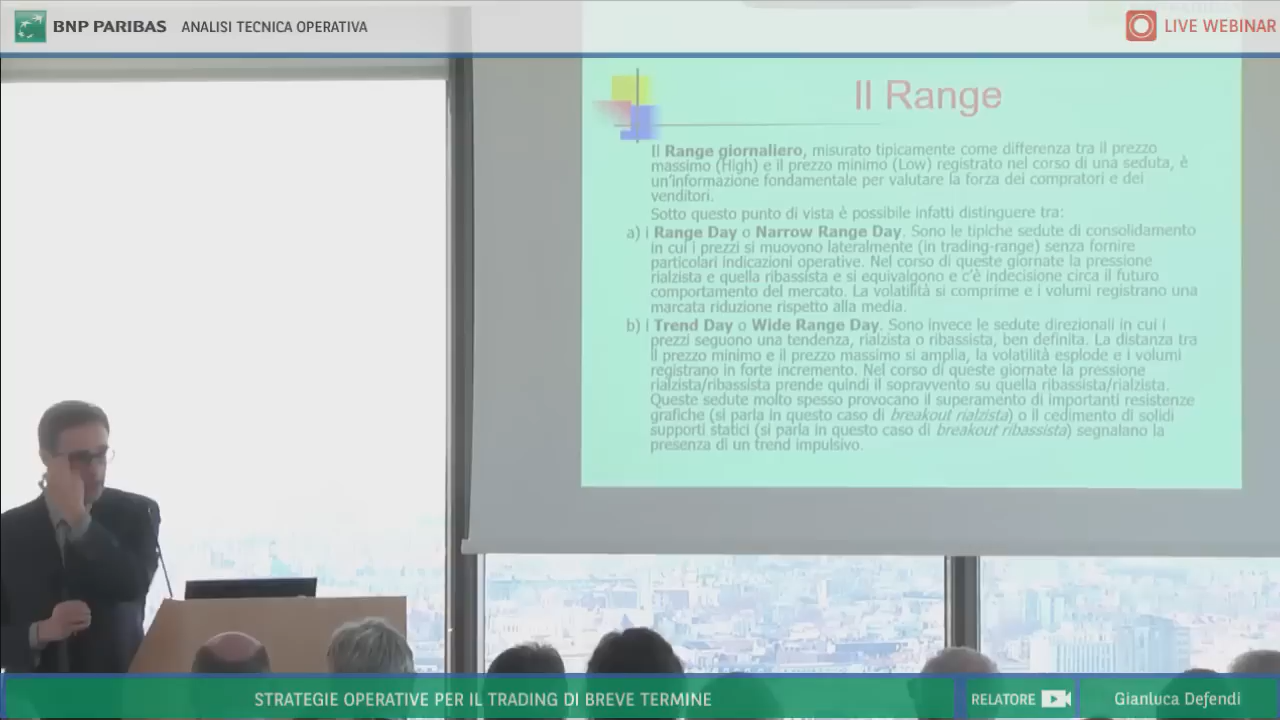 BNP PARIBAS ANALISI TECNICA OPERATIVA
LIVE WEBINAR
Il Range
Il Range giornaliero, misurato tipicamente come differenza tra il prezzo
massimo (High) e il prezzo minimo (Low) registrato nel corso di una seduta, è
un'informazione fondamentale per valutare la forza dei compratori e dei
venditori.
Sotto questo punto di vista è possibile infatti distinguere tra:
a) i Range Day o Narrow Range Day. Sono le tipiche sedute di consolidamento
in cui i prezzi si muovono lateralmente (in trading-range) senza fornire
particolari indicazioni operative. Nel corso di queste giornate la pressione
rialzista e quella ribassista e si equivalgono e c'è indecisione circa il futuro
comportamento del mercato. La volatilità si comprime e i volumi registrano una
marcata riduzione rispetto alla media.
b) i Trend Day o Wide Range Day. Sono invece le sedute direzionali in cui i
prezzi seguono una tendenza, rialzista o ribassista, ben definita. La distanza tra
il prezzo minimo e il prezzo massimo si amplia, la volatilità esplode e i volumi
registrano in forte incremento. Nel corso di queste giornate la pressione
rialzista/ribassista prende quindi il sopravvento su quella ribassista/rialzista.
Queste sedute molto spesso provocano il superamento di importanti resistenze
grafiche (si parla in questo caso di breakout rialzista) o il cedimento di solidi
supporti statici (si parla in questo caso di breakout ribassista) segnalano la
presenza di un trend impulsivo.
STRATEGIE OPERATIVE PER IL TRADING DI BREVE TERMINE
RELATORE
Gianluca Defendi